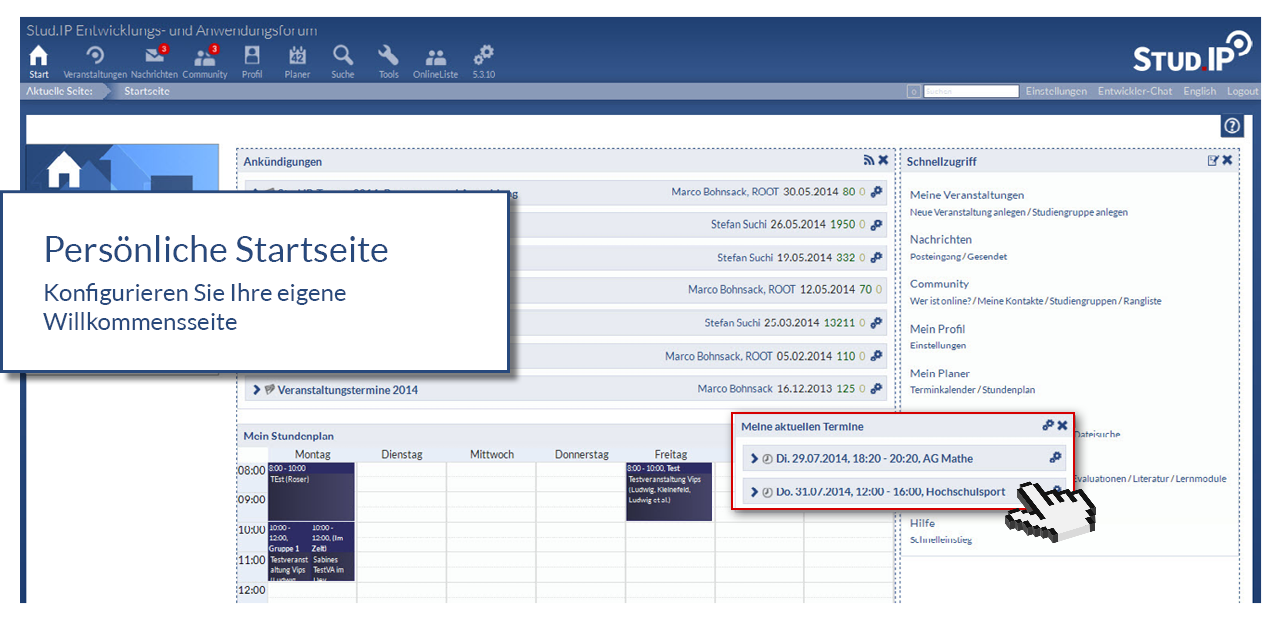 Stud.IP Entwicklungs- und Anwendungsforum
3
3
42
Start Veranstaltungen Nachrichten Community Profil Planer Suche Tools OnlineListe 5.3.10
STUD.IP
Aktuelle Seite: Startseite
0 Suchen Einstellungen Entwickler-Chat English Logout
Ankündigungen
Marco Bohnsack, ROOT 30.05.2014 80 0
Stefan Suchi 26.05.2014 1950 0
Stefan Suchi 19.05.2014 332 0
Marco Bohnsack, ROOT 12.05.2014 70 0
Stefan Suchi 25.03.2014 13211 0
Marco Bohnsack, ROOT 05.02.2014 110 0
Veranstaltungstermine 2014 Marco Bohnsack 16.12.2013 125 0
Persönliche Startseite
Konfigurieren Sie Ihre eigene
Willkommensseite
Schnellzugriff
Meine Veranstaltungen
Neue Veranstaltung anlegen / Studiengruppe anlegen
Nachrichten
Posteingang / Gesendet
Community
Wer ist online? / Meine Kontakte / Studiengruppen / Rangliste
Mein Profil
Einstellungen
Mein Planer
Terminkalender / Stundenplan
Dateisuche
Evaluationen / Literatur / Lernmodule
Hilfe
Schnelleinstieg
Meine aktuellen Termine
Di. 29.07.2014, 18:20 - 20:20, AG Mathe
Do. 31.07.2014, 12:00 - 16:00, Hochschulsport
Mein Stundenplan
Montag Dienstag Mittwoch Donnerstag Freitag
08:00
09:00
10:00
11:00
12:00
8:00 - 10:00
TEst (Roser)
8:00 - 10:00, Test
Testveranstaltung Vips
(Ludwig, Kleinefeld,
Ludwig et al.)
10:00 -
12:00,
Gruppe 1
Testveranst
altung Vips
(Ludwig,
10:00 -
12:00, (Im
Zeit)
Sabines
TestVA im